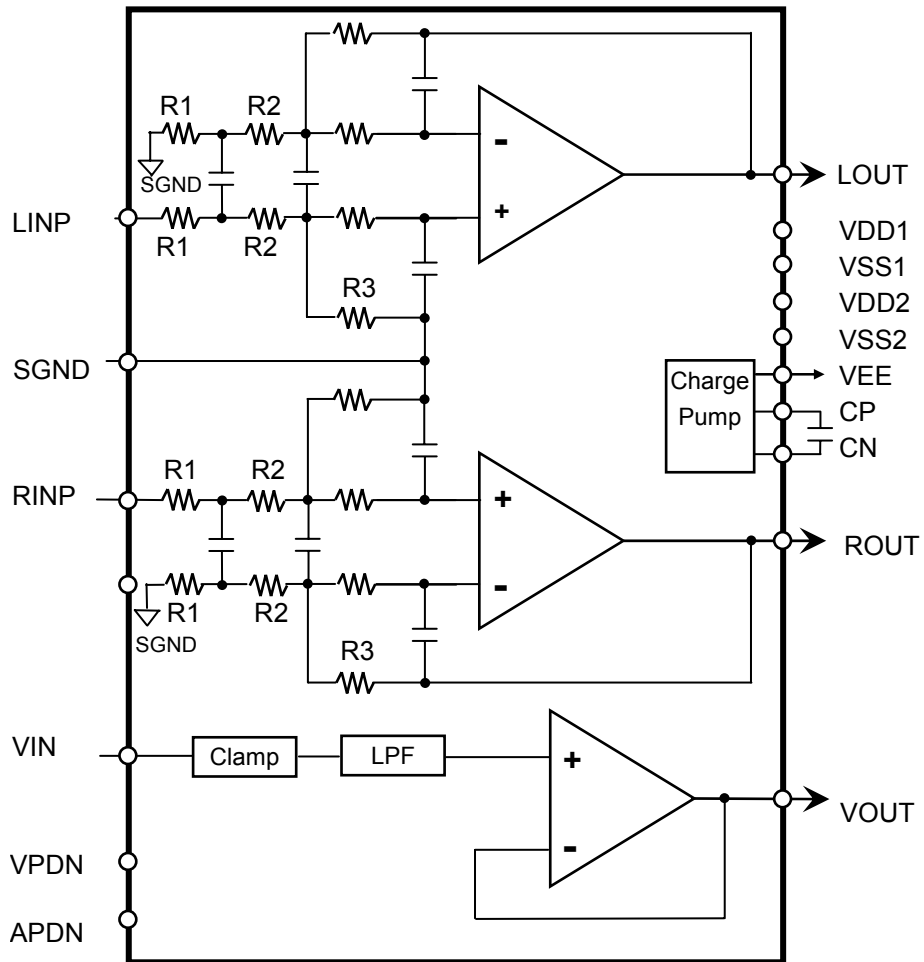 R1
R2
-
SGND
LINP
+
R1
R2
LOUT
VDD1
VSS1
VDD2
VSS2
R3
SGND
Charge
Pump
VEE
CP
CN
R1
R2
RINP
+
ROUT
-
R1
R2
SGND
R3
VIN
Clamp
LPF
+
VOUT
-
VPDN
APDN